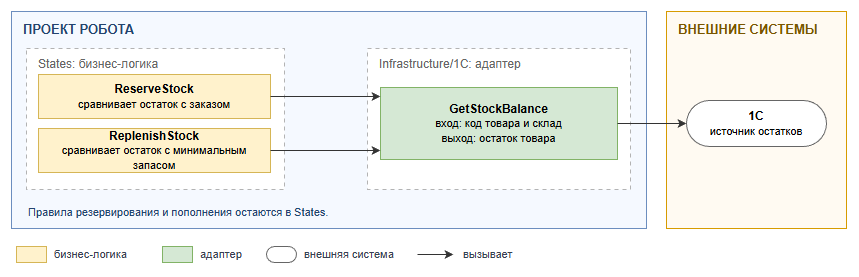 ПРОЕКТ РОБОТА
ВНЕШНИЕ СИСТЕМЫ
States: бизнес-логика
Infrastructure/1C: адаптер
ReserveStock
сравнивает остаток с заказом
ReplenishStock
сравнивает остаток с минимальным
запасом
GetStockBalance
вход: код товара и склад
выход: остаток товара
1С
источник остатков
Правила резервирования и пополнения остаются в States.
бизнес-логика
адаптер
внешняя система
вызывает